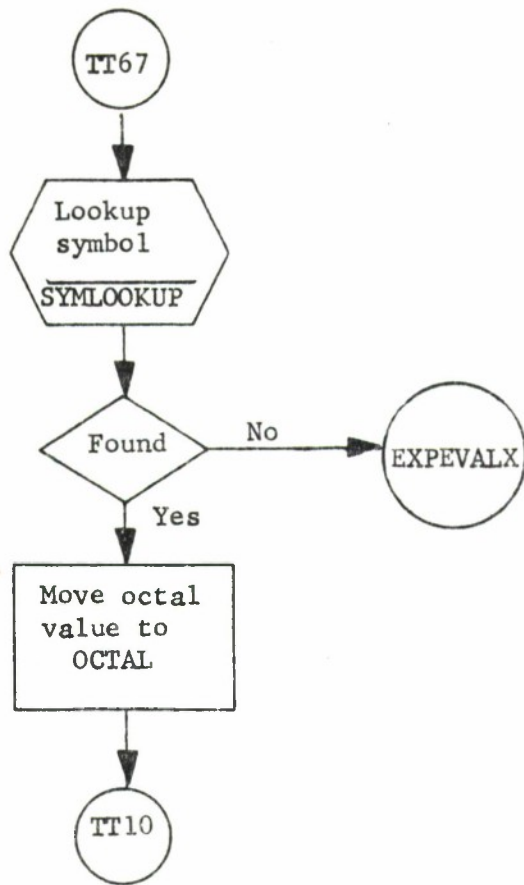 TT67
Lookup
symbol
SYMLOOKUP
Found
No
EXPEVALX
Yes
Move octal
value to
OCTAL
TT10